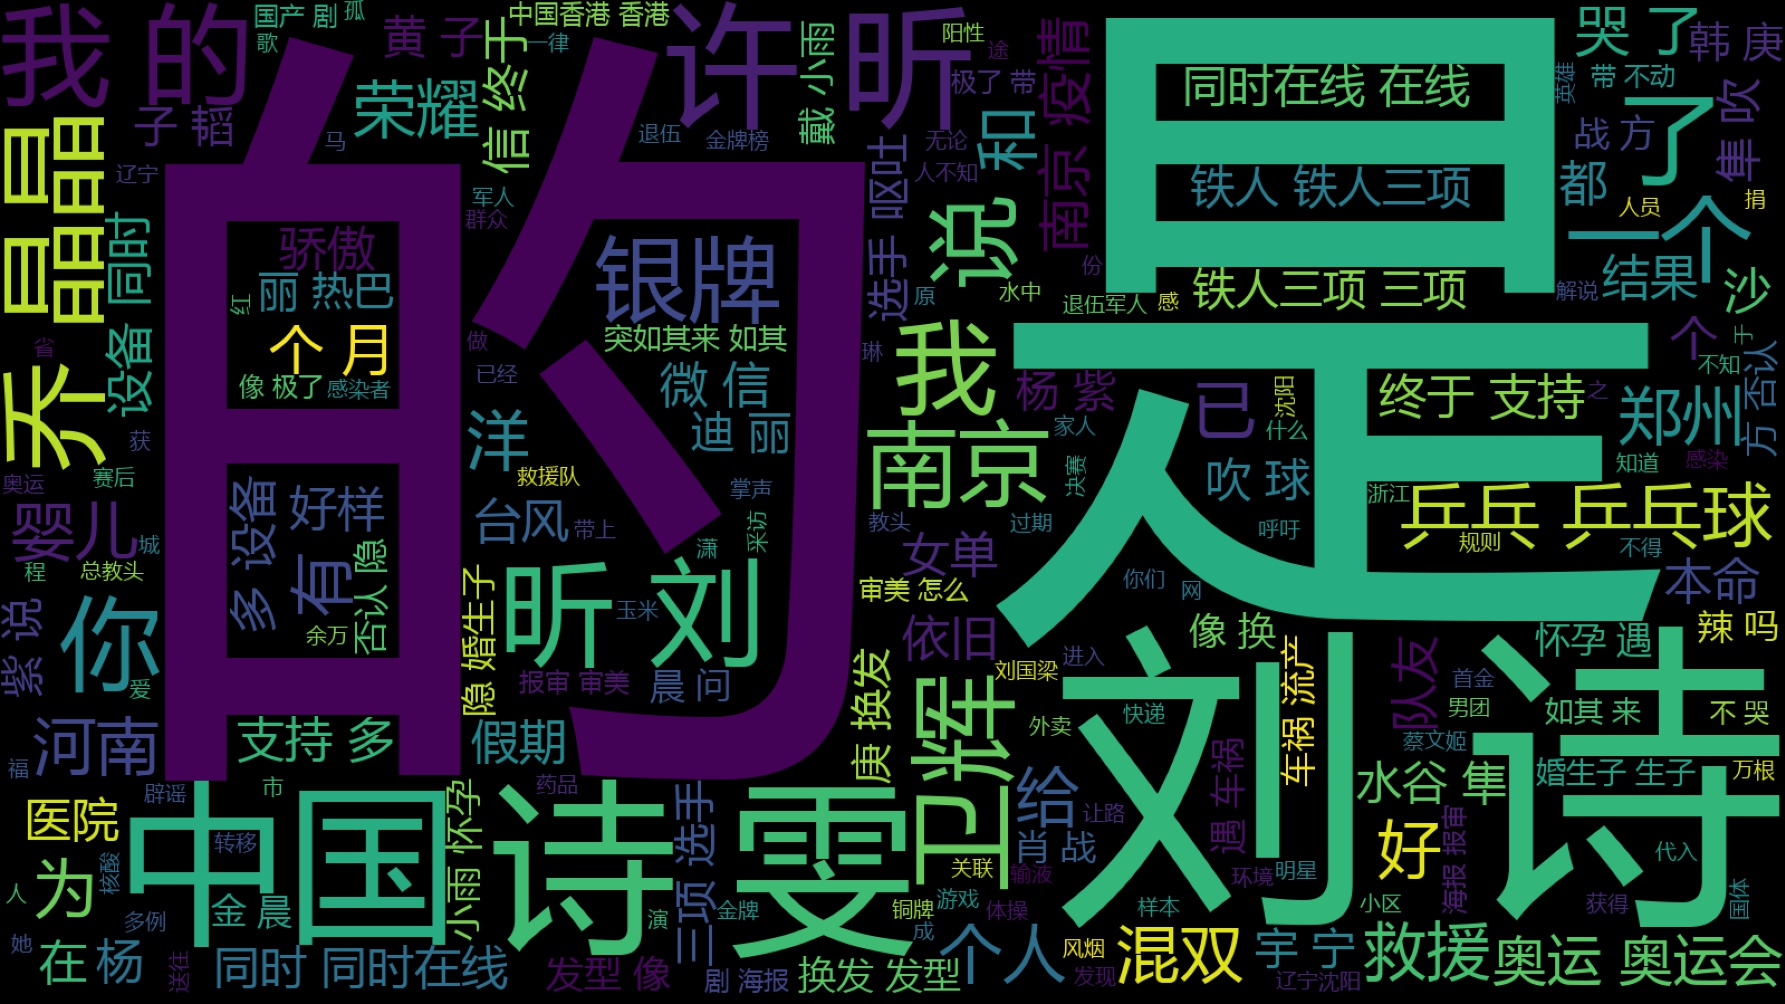 我 的
国产 剧
孤
歌
黄 子
中国香港 香港
一律
许 昕
戴 小雨
阳性
途
极了 带
南京 疫情
同时在线 在线
哭 了
韩 庚
英雄
带 不动
了
隼 吹
子 韬
荣耀
信 终于
马
退伍
金牌榜
无论
和
战 方
都
昌
晶晶
辽宁
的
是
呕吐
人不知
铁人 铁人三项
人员
捐
一个
军人
群众
骄傲
银牌
说
同时
设备
丽 热巴
红
选手
份
原
水中
退伍军人
感
铁人三项 三项
解说
结果
沙
个 月
突如其来 如其
做
省
琳
我
个
于
不知
乔
像 极了
感染者
已经
微 信
杨 紫
已
沈阳
终于 支持
之
郑州
方 否认
获
洋
迪 丽
南京
家人
什么
知道
感染
奥运
赛后
救援队
掌声
决赛
吹 球
浙江
婴儿
城
多 设备
好样
台风
带上
采访
教头
过期
呼吁
乒乓 乒乓球
规则
不得
程
总教头
有
否认 隐
潇
女单
你们
网
本命
紫 说
你
余万
隐 婚生子
昕 刘
玉米
审美 怎么
依旧
像 换
怀孕 遇
辣 吗
爱
报审 审美
晨 问
刘国梁
进入
车祸 流产
队友
首金
河南
福
支持 多
假期
庚 换发
卫辉
外卖
快递
刘 诗
男团
如其 来
不 哭
蔡文姬
市
药品
遇 车祸
水谷 隼
婚生子 生子
万根
医院
辟谣
中国
小雨 怀孕
诗 雯
三项 选手
给
让路
好
海报 报审
转移
肖 战
代入
核酸
关联
输液
环境
明星
人
为
多例
金 晨
演
金牌
铜牌
游戏
体操
样本
小区
获得
国体
她
在
杨
送往
同时 同时在线
发型 像
剧 海报
换发 发型
成
个人
风烟
发现
混双
宇 宁
辽宁沈阳
救援
奥运 奥运会